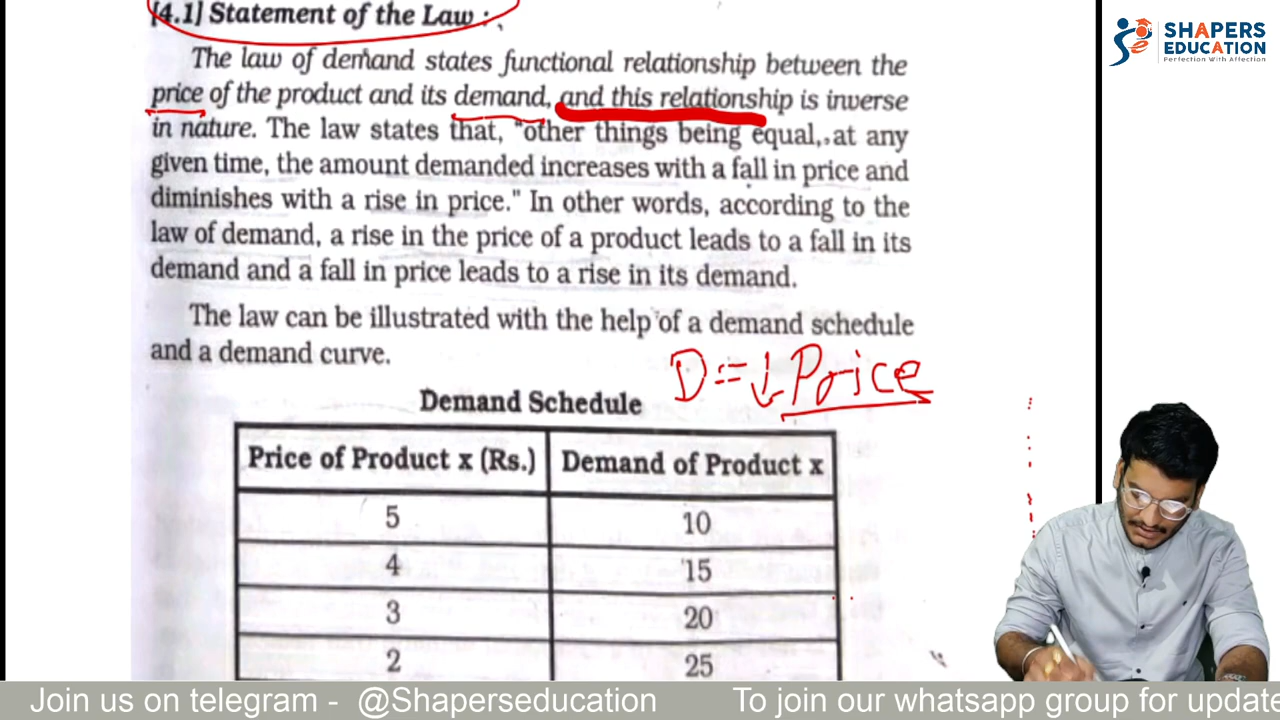 [4.1] Statement of the Law :
SHAPERS
EDUCATION
Perfection With Affection
The law of demand states functional relationship between the
price of the product and its demand, and this relationship is inverse
in nature. The law states that, "other things being equal, at any
given time, the amount demanded increases with a fall in price and
diminishes with a rise in price." In other words, according to the
law of demand, a rise in the price of a product leads to a fall in its
demand and a fall in price leads to a rise in its demand.
The law can be illustrated with the help of a demand schedule
and a demand curve.
D := ↓ Price
Demand Schedule
Price of Product x (Rs.) Demand of Product x
5 10
4 15
3 20
2 25
Join us on telegram - @Shaperseducation To join our whatsapp group for update